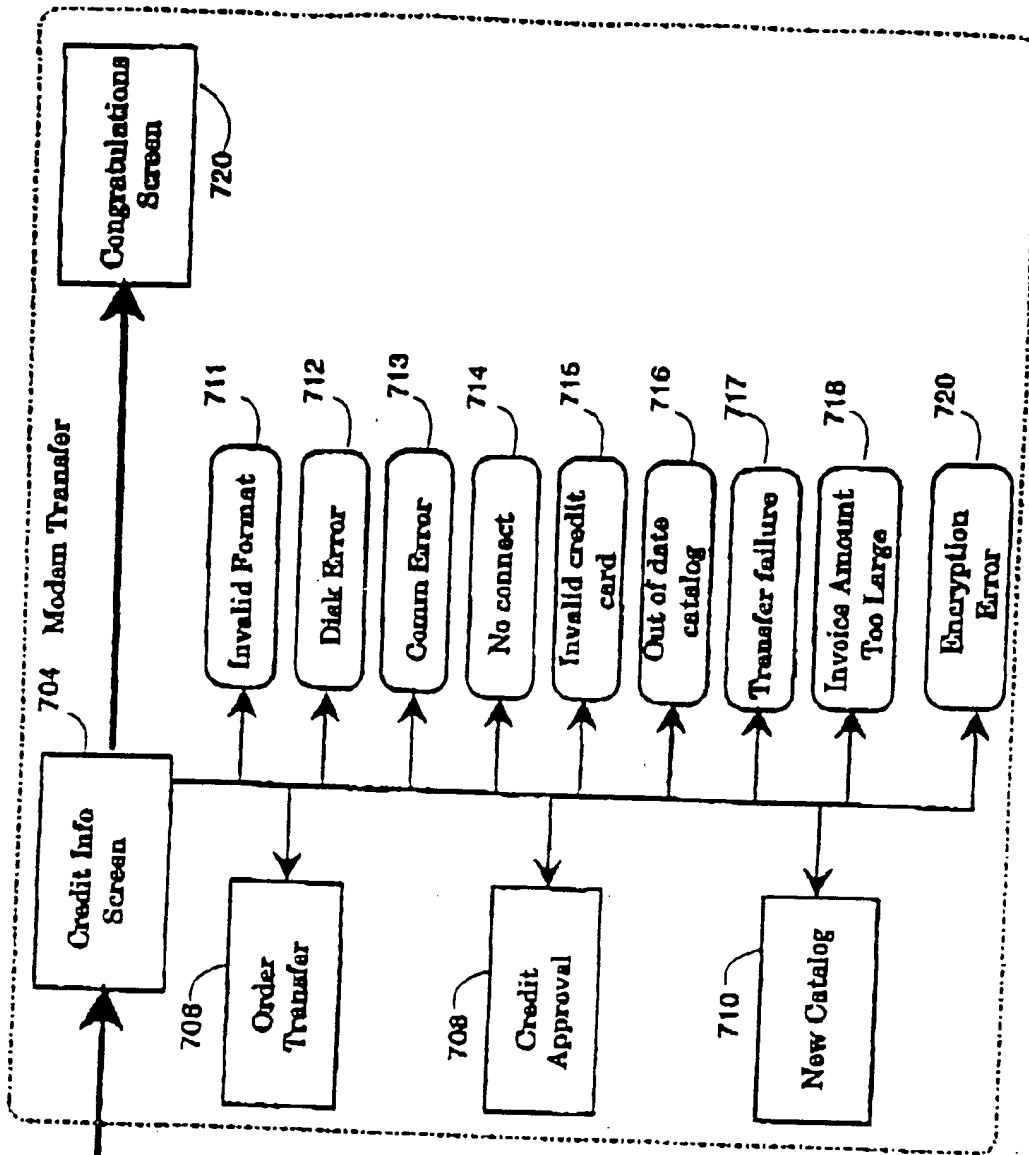 704 Modem Transfer
Credit Info
Screen
Congratulations
Screen
720
708
Order
Transfer
708
Credit
Approval
710
New Catalog
Invalid Format
711
Disk Error
712
Comm Error
713
No connect
714
Invalid credit
card
715
Out of date
catalog
716
Transfer failure
717
Invoice Amount
Too Large
718
Encryption
Error
720